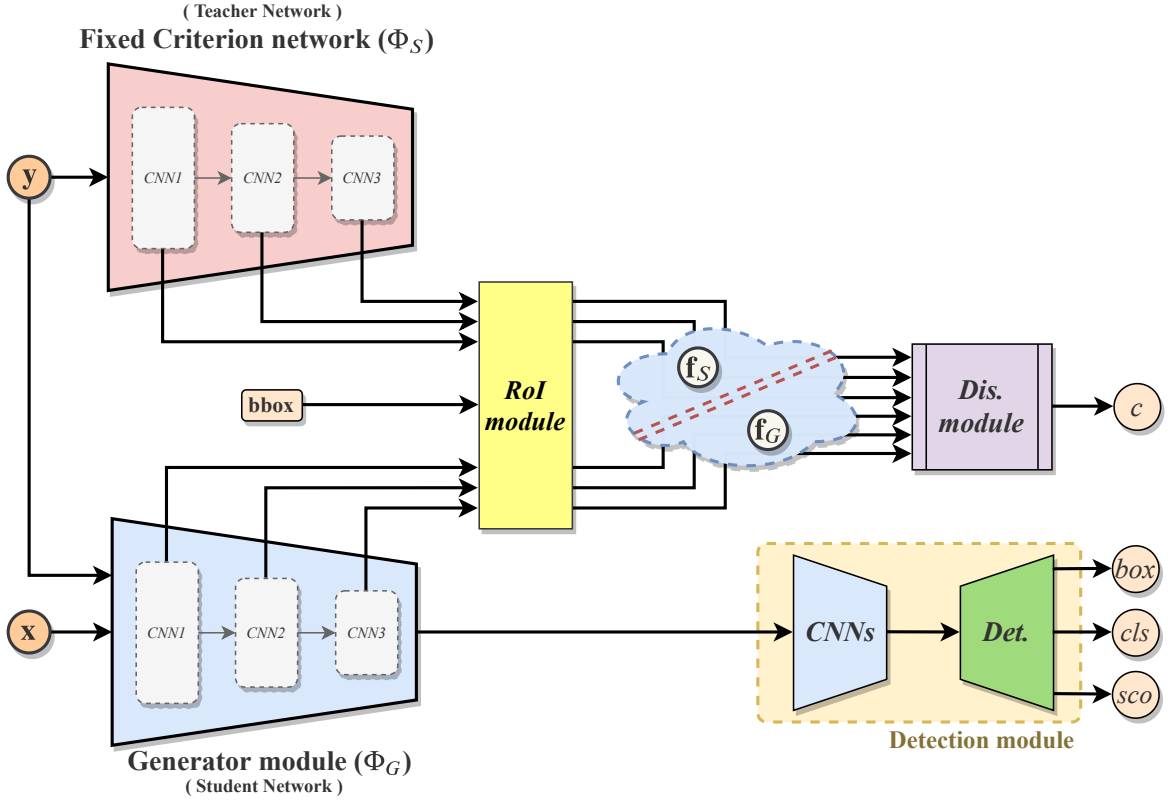 ( Teacher Network )
Fixed Criterion network (Φ_S)
y
CNN1
CNN2
CNN3
bbox
RoI
module
f_S
f_G
Dis.
module
c
x
CNN1
CNN2
CNN3
CNNs
Det.
box
cls
sco
Detection module
Generator module (Φ_G)
( Student Network )